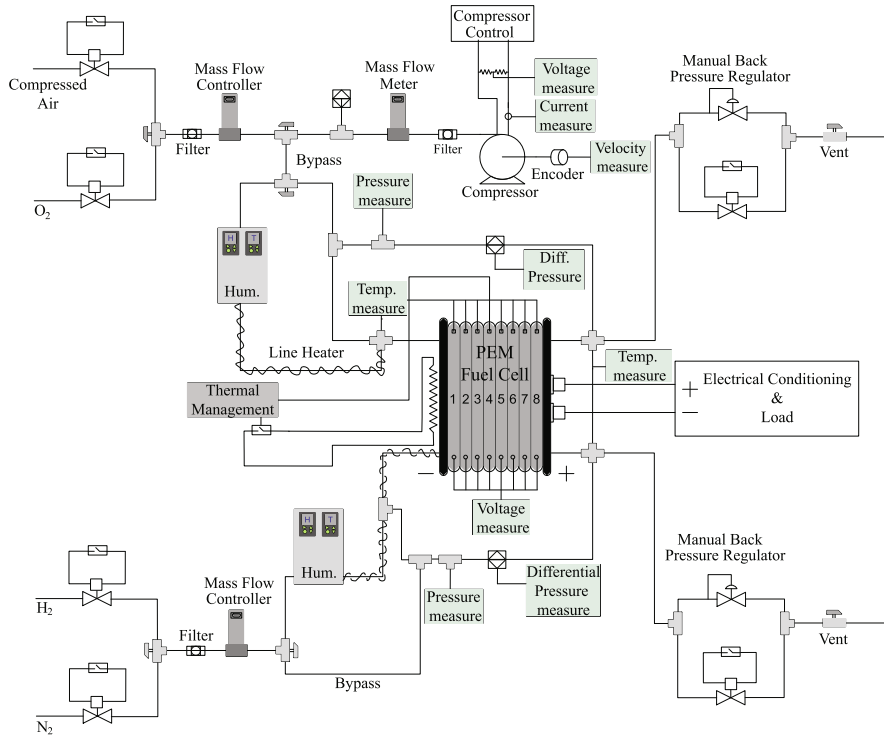 Compressor
Control
Manual Back
Pressure Regulator
Mass Flow
Controller
Mass Flow
Meter
Voltage
measure
Compressed
Air
Current
measure
Filter
Filter
Vent
Bypass
Encoder
Velocity
measure
Compressor
O2
Pressure
measure
H T
Hum.
Diff.
Pressure
Temp.
measure
Line Heater
PEM
Fuel Cell
Temp.
measure
Thermal
Management
1 2 3 4 5 6 7 8
+
−
Electrical Conditioning
&
Load
− +
Voltage
measure
H T
Hum.
Manual Back
Pressure Regulator
Mass Flow
Controller
Pressure
measure
Differential
Pressure
measure
H2
Filter
Vent
Bypass
N2